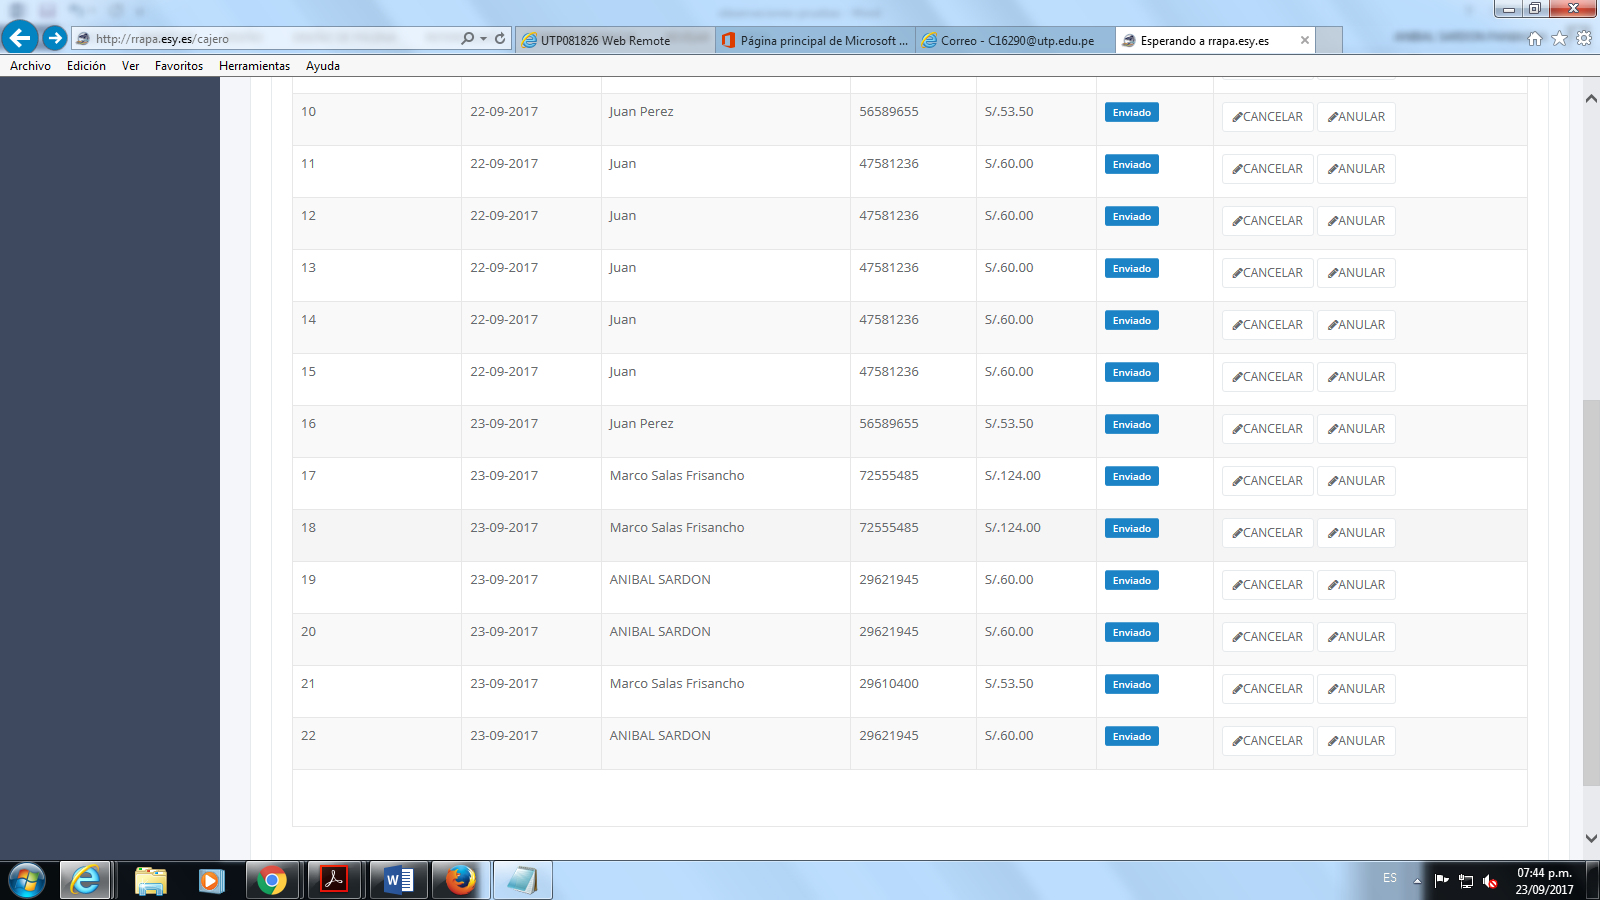 http://rrapa.esy.es/cajero
UTP081826 Web Remote
Página principal de Microsoft ...
Correo - C16290@utp.edu.pe
Esperando a rrapa.esy.es
Archivo Edición Ver Favoritos Herramientas Ayuda
10 22-09-2017 Juan Perez 56589655 S/.53.50 Enviado CANCELAR ANULAR
11 22-09-2017 Juan 47581236 S/.60.00 Enviado CANCELAR ANULAR
12 22-09-2017 Juan 47581236 S/.60.00 Enviado CANCELAR ANULAR
13 22-09-2017 Juan 47581236 S/.60.00 Enviado CANCELAR ANULAR
14 22-09-2017 Juan 47581236 S/.60.00 Enviado CANCELAR ANULAR
15 22-09-2017 Juan 47581236 S/.60.00 Enviado CANCELAR ANULAR
16 23-09-2017 Juan Perez 56589655 S/.53.50 Enviado CANCELAR ANULAR
17 23-09-2017 Marco Salas Frisancho 72555485 S/.124.00 Enviado CANCELAR ANULAR
18 23-09-2017 Marco Salas Frisancho 72555485 S/.124.00 Enviado CANCELAR ANULAR
19 23-09-2017 ANIBAL SARDON 29621945 S/.60.00 Enviado CANCELAR ANULAR
20 23-09-2017 ANIBAL SARDON 29621945 S/.60.00 Enviado CANCELAR ANULAR
21 23-09-2017 Marco Salas Frisancho 29610400 S/.53.50 Enviado CANCELAR ANULAR
22 23-09-2017 ANIBAL SARDON 29621945 S/.60.00 Enviado CANCELAR ANULAR
ES
07:44 p.m.
23/09/2017